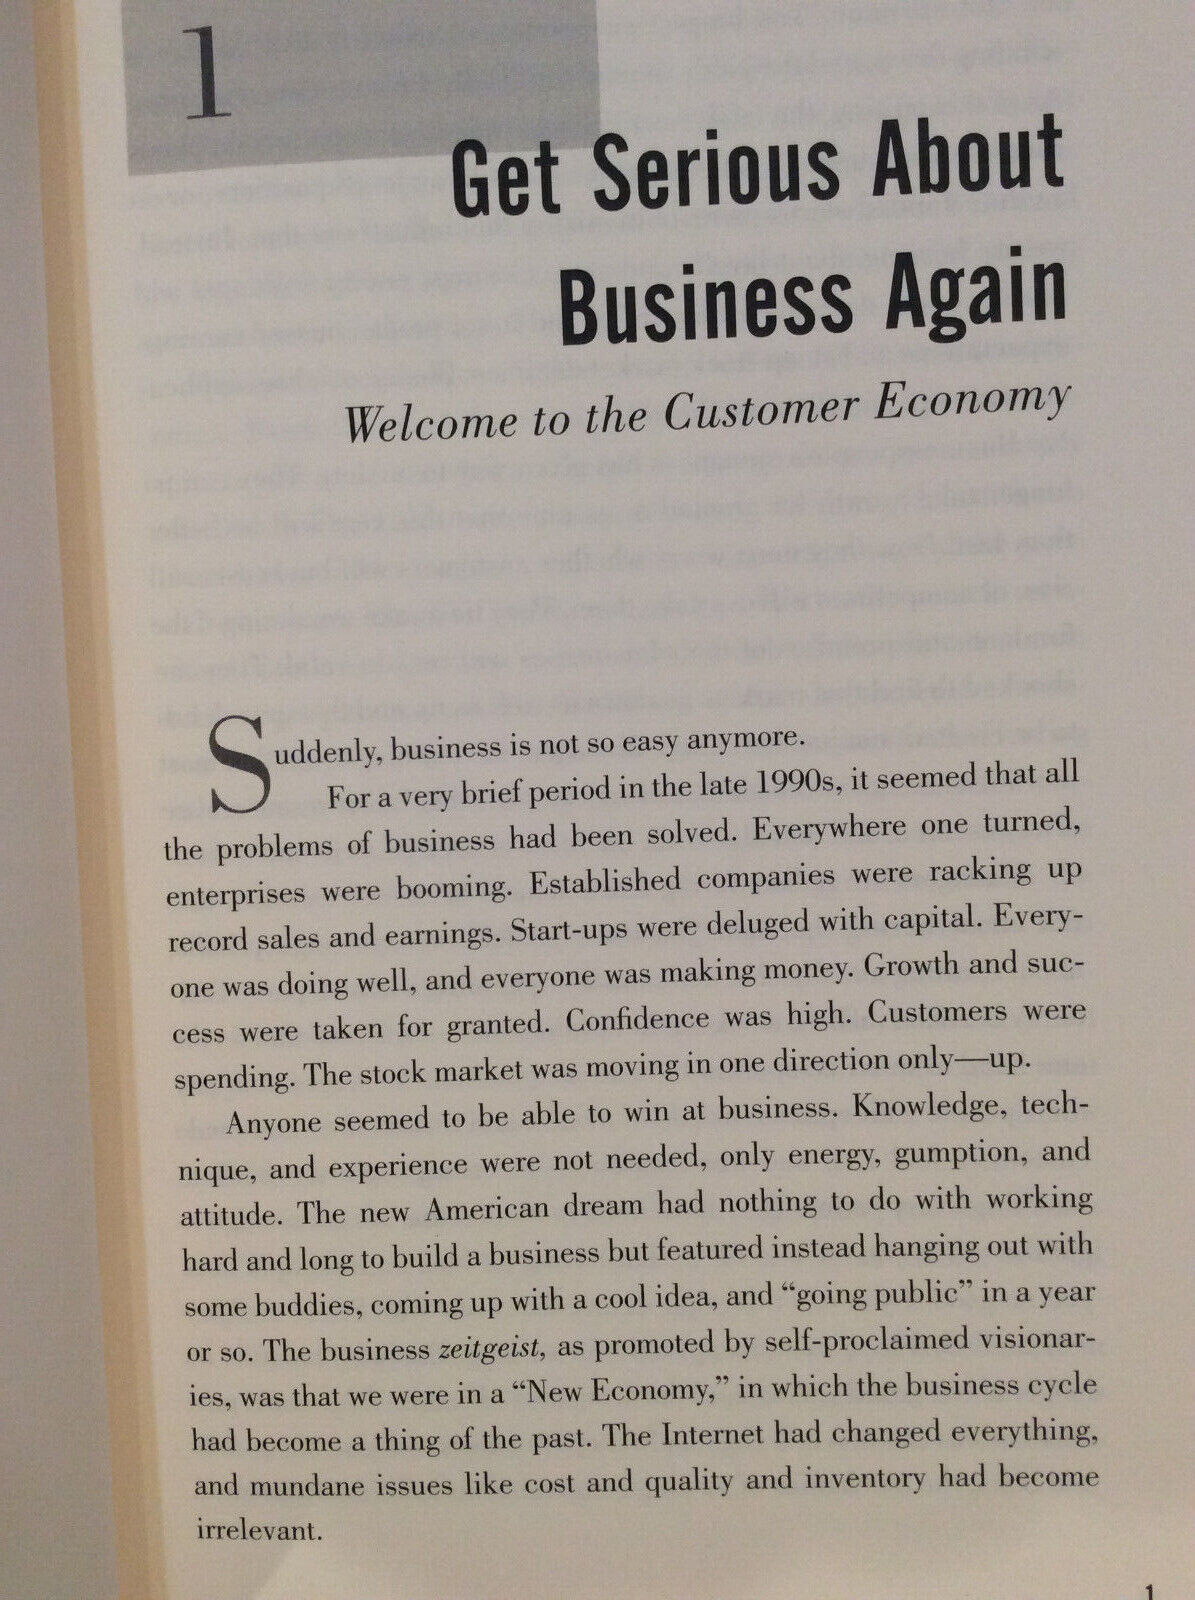 1
Get Serious About
Business Again
Welcome to the Customer Economy
Suddenly, business is not so easy anymore.
For a very brief period in the late 1990s, it seemed that all
the problems of business had been solved. Everywhere one turned,
enterprises were booming. Established companies were racking up
record sales and earnings. Start-ups were deluged with capital. Every-
one was doing well, and everyone was making money. Growth and suc-
cess were taken for granted. Confidence was high. Customers were
spending. The stock market was moving in one direction only—up.
Anyone seemed to be able to win at business. Knowledge, tech-
nique, and experience were not needed, only energy, gumption, and
attitude. The new American dream had nothing to do with working
hard and long to build a business but featured instead hanging out with
some buddies, coming up with a cool idea, and “going public” in a year
or so. The business zeitgeist, as promoted by self-proclaimed visionar-
ies, was that we were in a “New Economy,” in which the business cycle
had become a thing of the past. The Internet had changed everything,
and mundane issues like cost and quality and inventory had become
irrelevant.
1